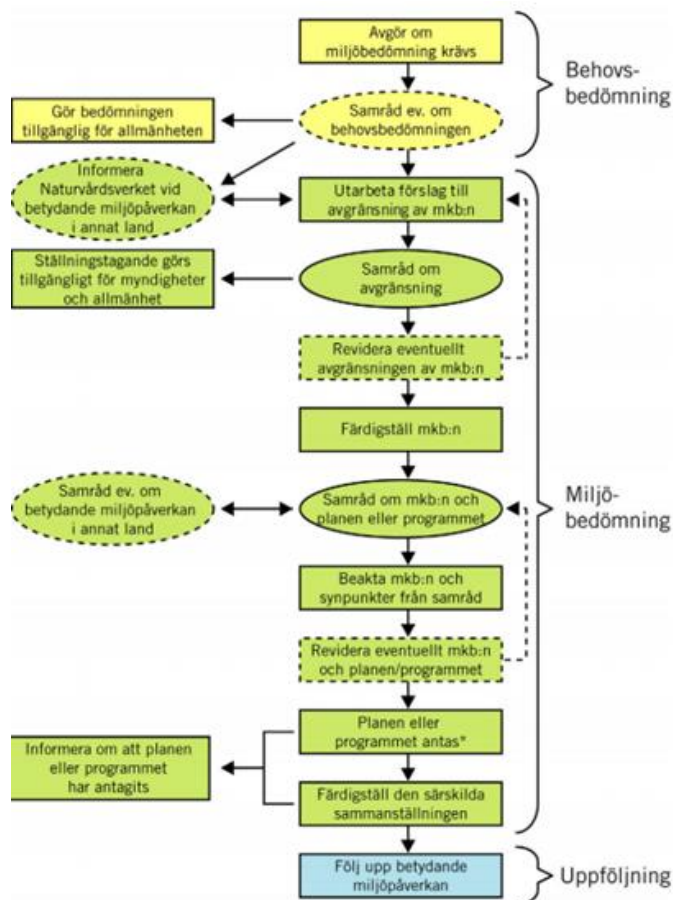 Avgör om
miljöbedömning krävs
Behovs-
bedömning
Gör bedömningen
tillgänglig för allmänheten
Samråd ev. om
behovsbedömningen
Informera
Naturvårdsverket vid
betydande miljöpåverkan
i annat land
Utarbeta förslag till
avgränsning av mkb:n
Ställningstagande görs
tillgängligt för myndigheter
och allmänhet
Samråd om
avgränsning
Revidera eventuellt
avgränsningen av mkb:n
Färdigställ mkb:n
Samråd ev. om
betydande miljöpåverkan
i annat land
Samråd om mkb:n och
planen eller programmet
Miljö-
bedömning
Beakta mkb:n och
synpunkter från samråd
Revidera eventuellt mkb:n
och planen/programmet
Planen eller
programmet antas*
Informera om att planen
eller programmet
har antagits
Färdigställ den särskilda
sammanställningen
Följ upp betydande
miljöpåverkan
Uppföljning